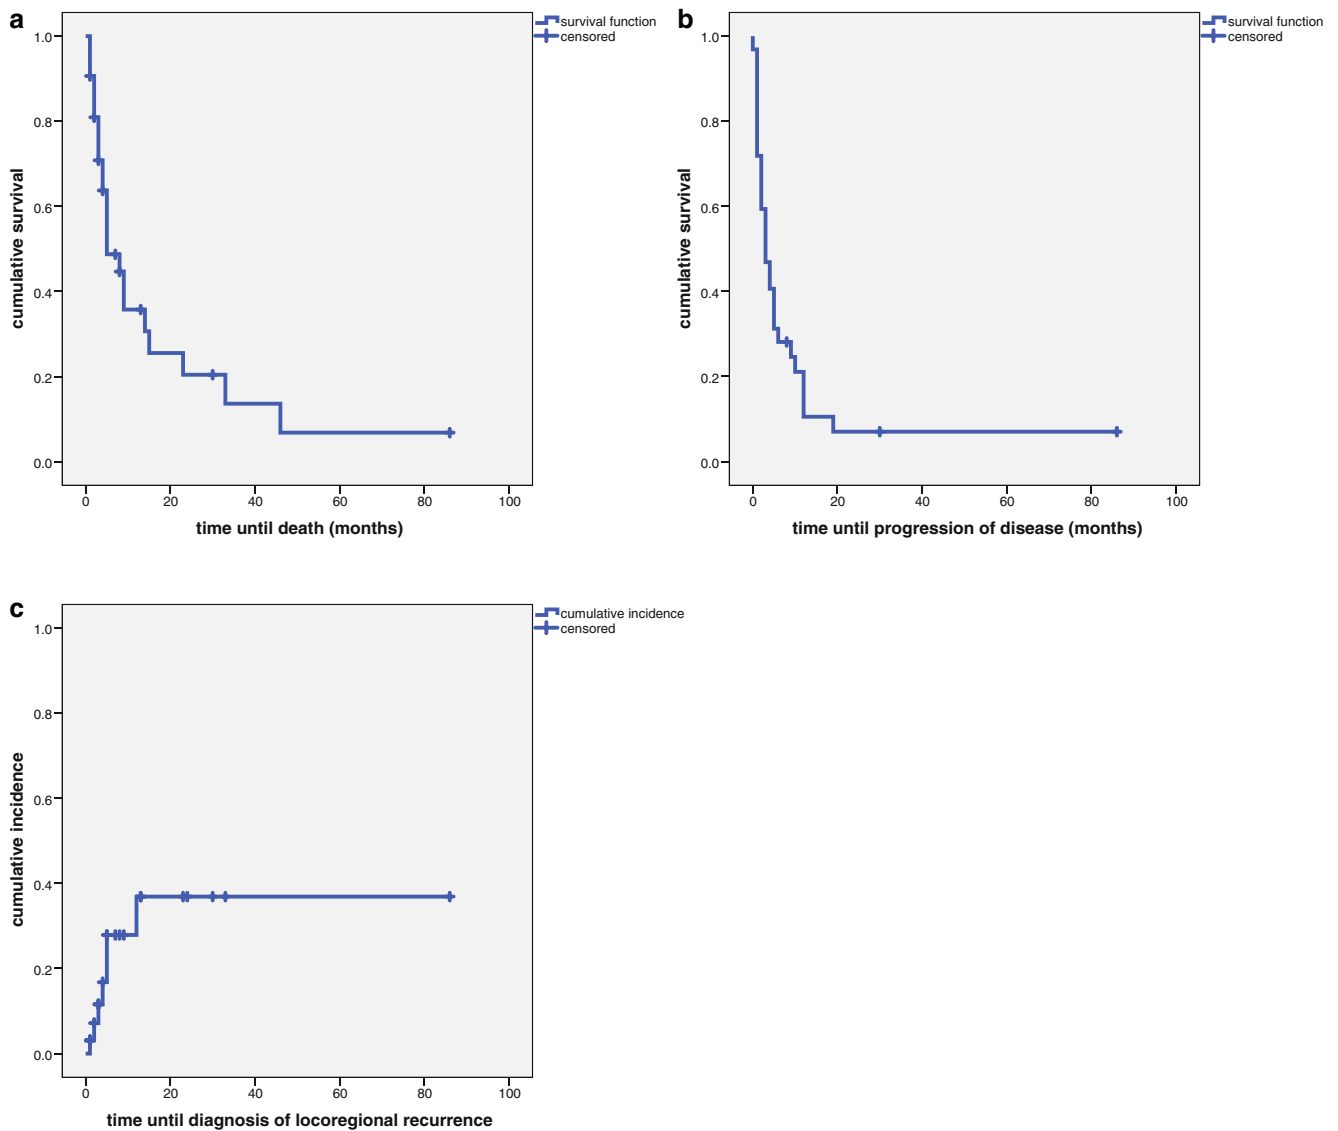 a
survival function
censored
1.0
0.8
0.6
0.4
0.2
0.0
cumulative survival
0 20 40 60 80 100
time until death (months)
b
survival function
censored
1.0
0.8
0.6
0.4
0.2
0.0
cumulative survival
0 20 40 60 80 100
time until progression of disease (months)
c
cumulative incidence
censored
1.0
0.8
0.6
0.4
0.2
0.0
cumulative incidence
0 20 40 60 80 100
time until diagnosis of locoregional recurrence